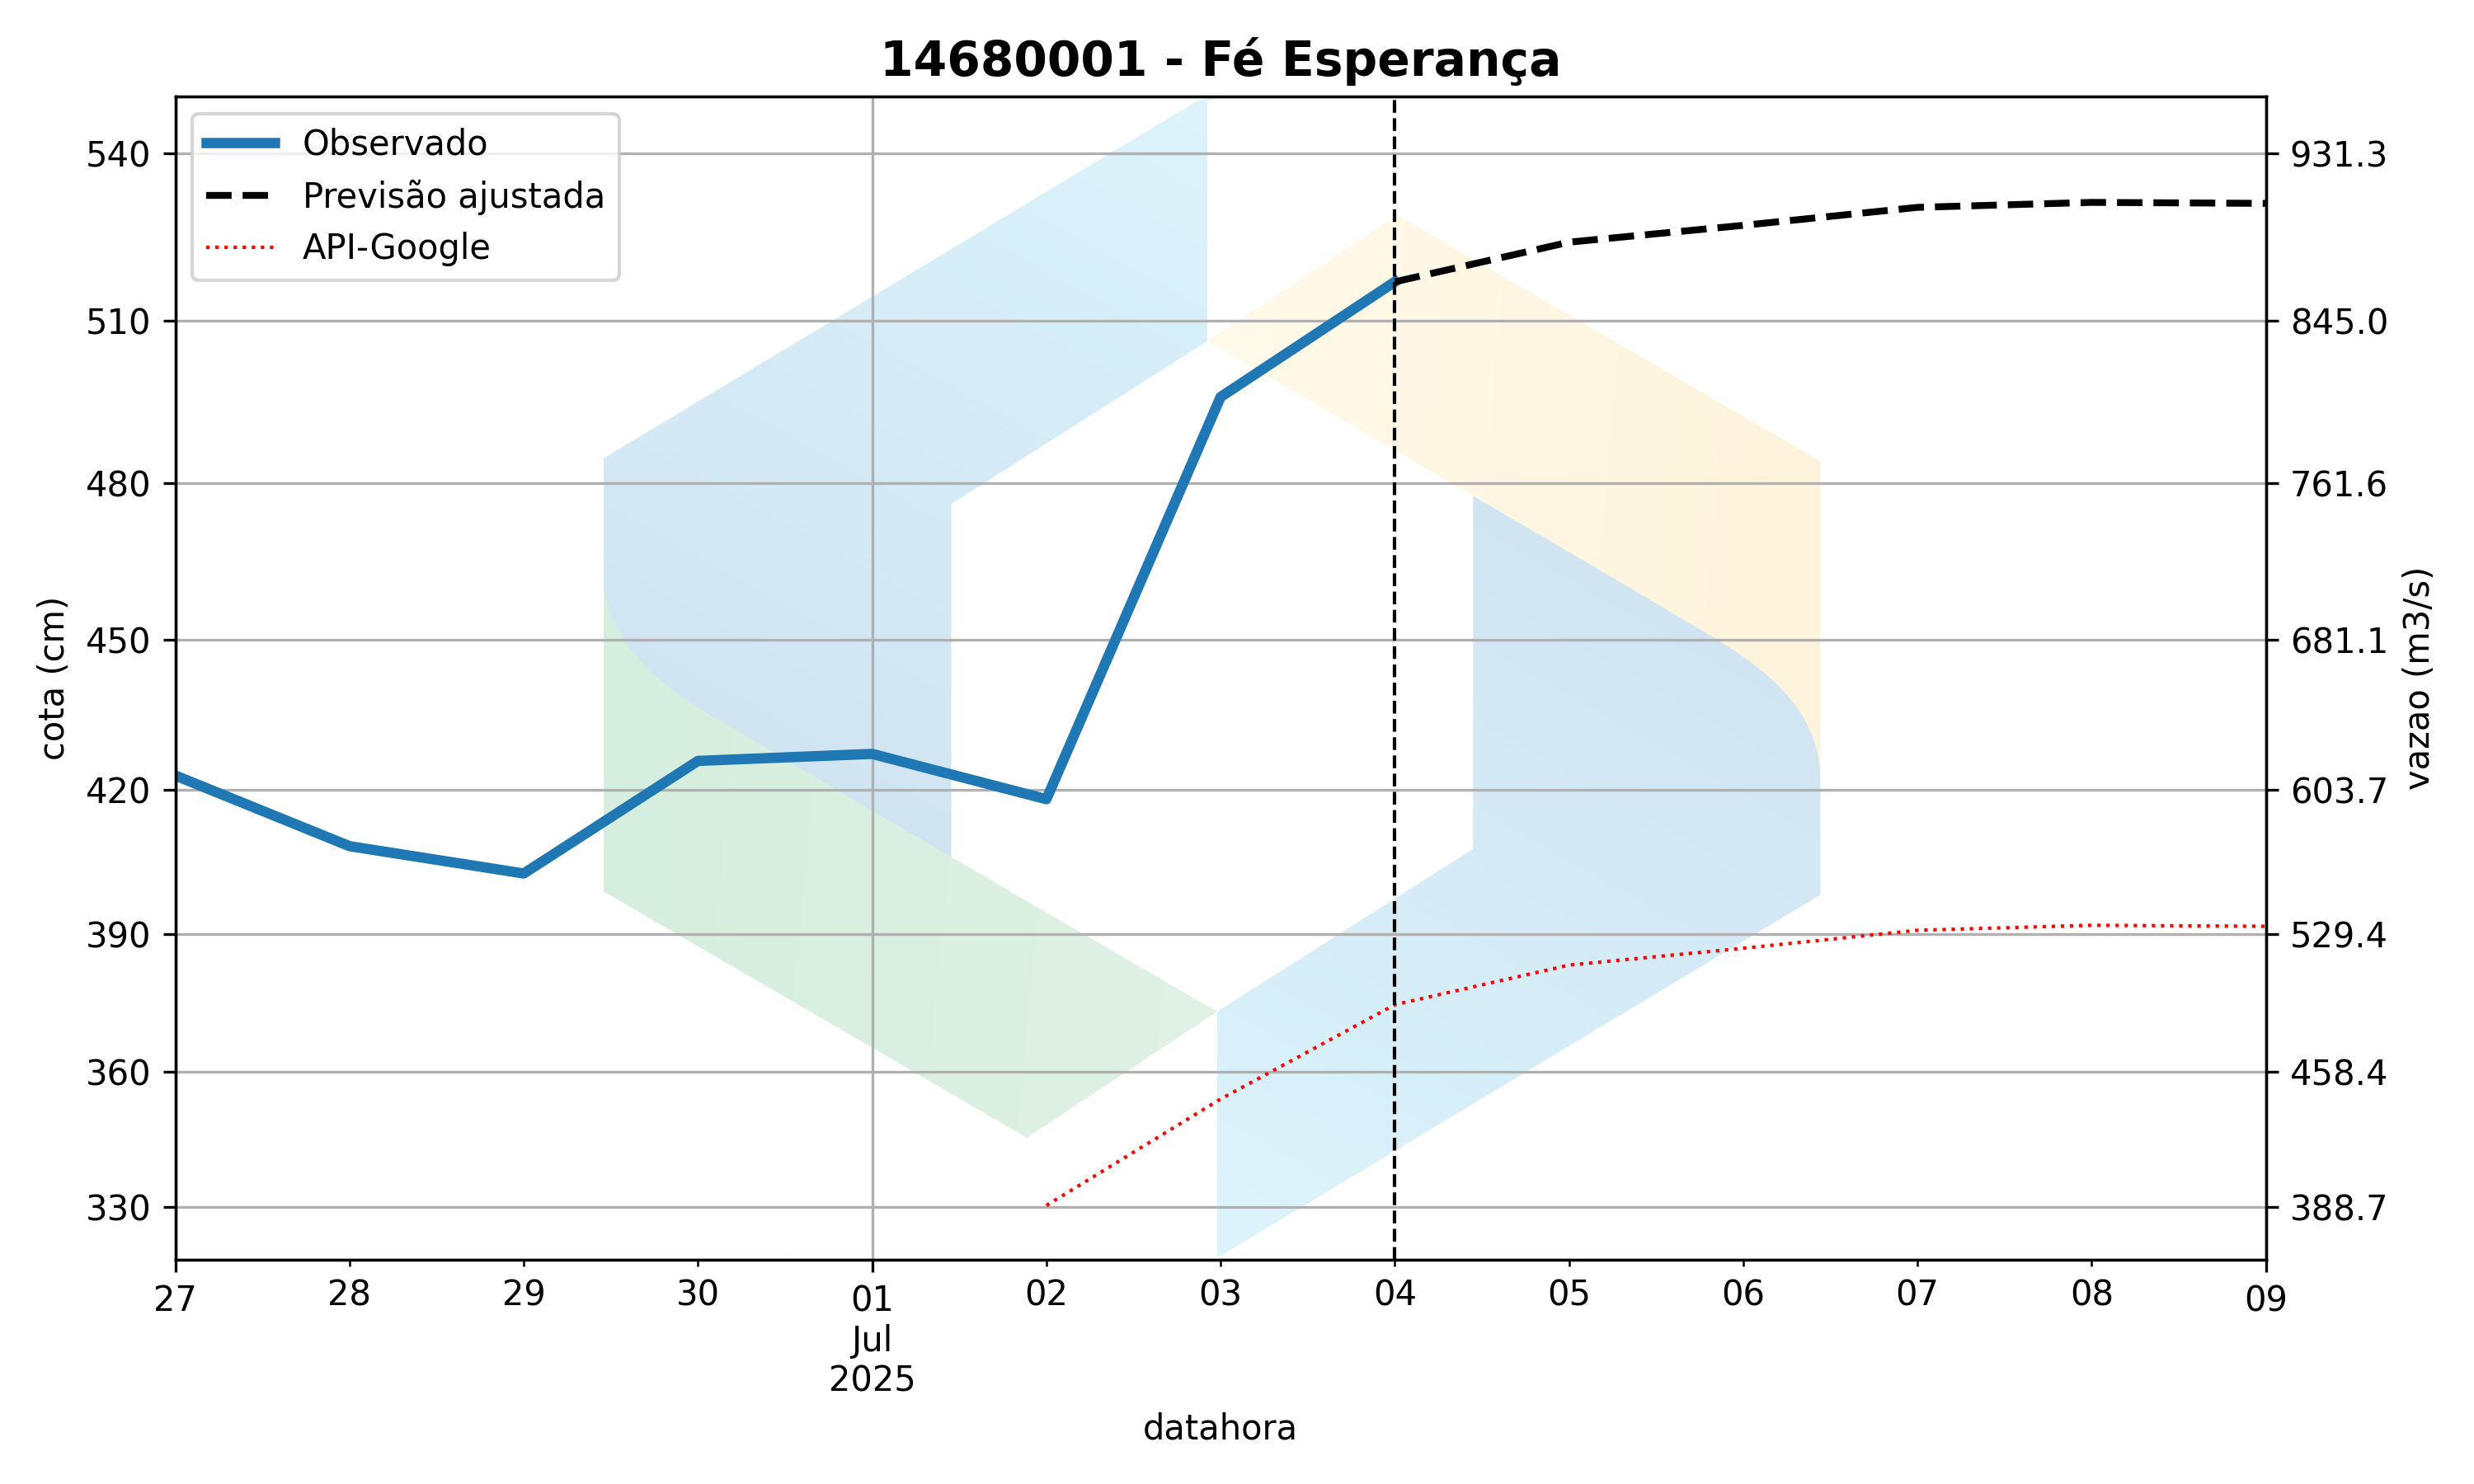 14680001 - Fé Esperança
Observado
Previsão ajustada
API-Google
540
510
480
450
420
390
360
330
cota (cm)
931.3
845.0
761.6
681.1
603.7
529.4
458.4
388.7
vazao (m3/s)
27 28 29 30 01 02 03 04 05 06 07 08 09
Jul
2025
datahora